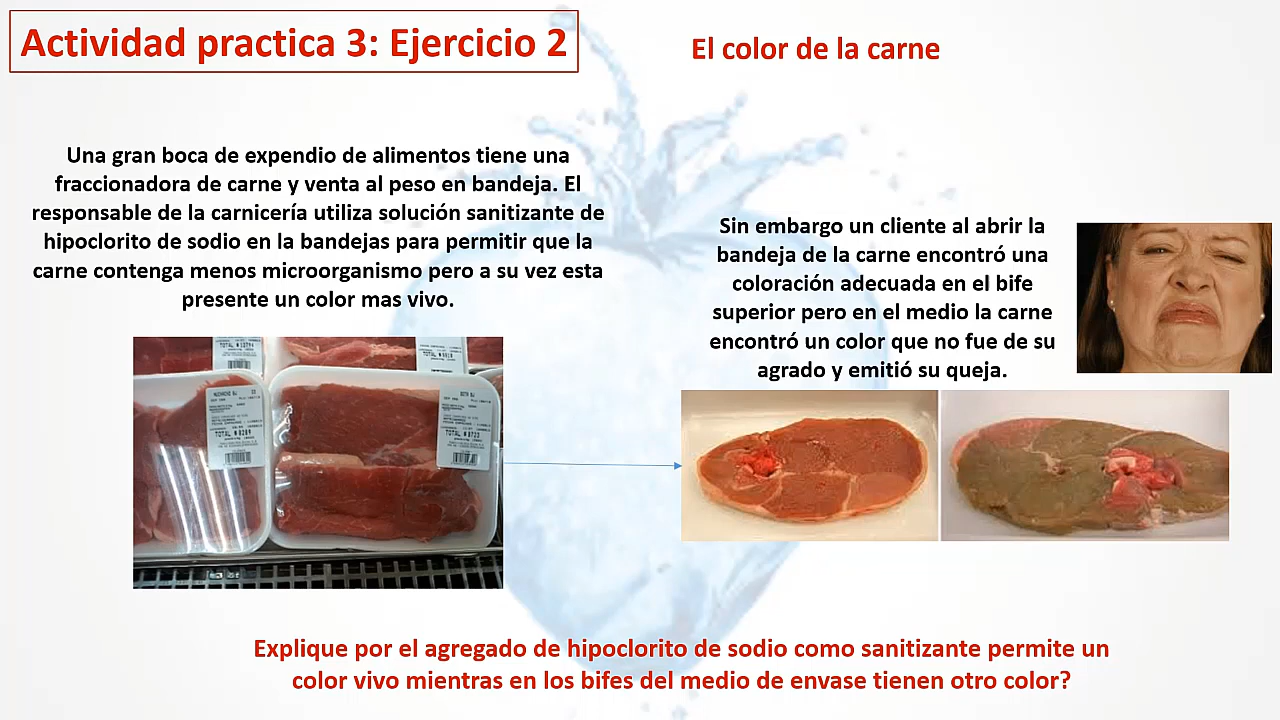 Actividad practica 3: Ejercicio 2
El color de la carne
Una gran boca de expendio de alimentos tiene una
fraccionadora de carne y venta al peso en bandeja. El
responsable de la carnicería utiliza solución sanitizante de
hipoclorito de sodio en la bandejas para permitir que la
carne contenga menos microorganismo pero a su vez esta
presente un color mas vivo.
Sin embargo un cliente al abrir la
bandeja de la carne encontró una
coloración adecuada en el bife
superior pero en el medio la carne
encontró un color que no fue de su
agrado y emitió su queja.
Explique por el agregado de hipoclorito de sodio como sanitizante permite un
color vivo mientras en los bifes del medio de envase tienen otro color?